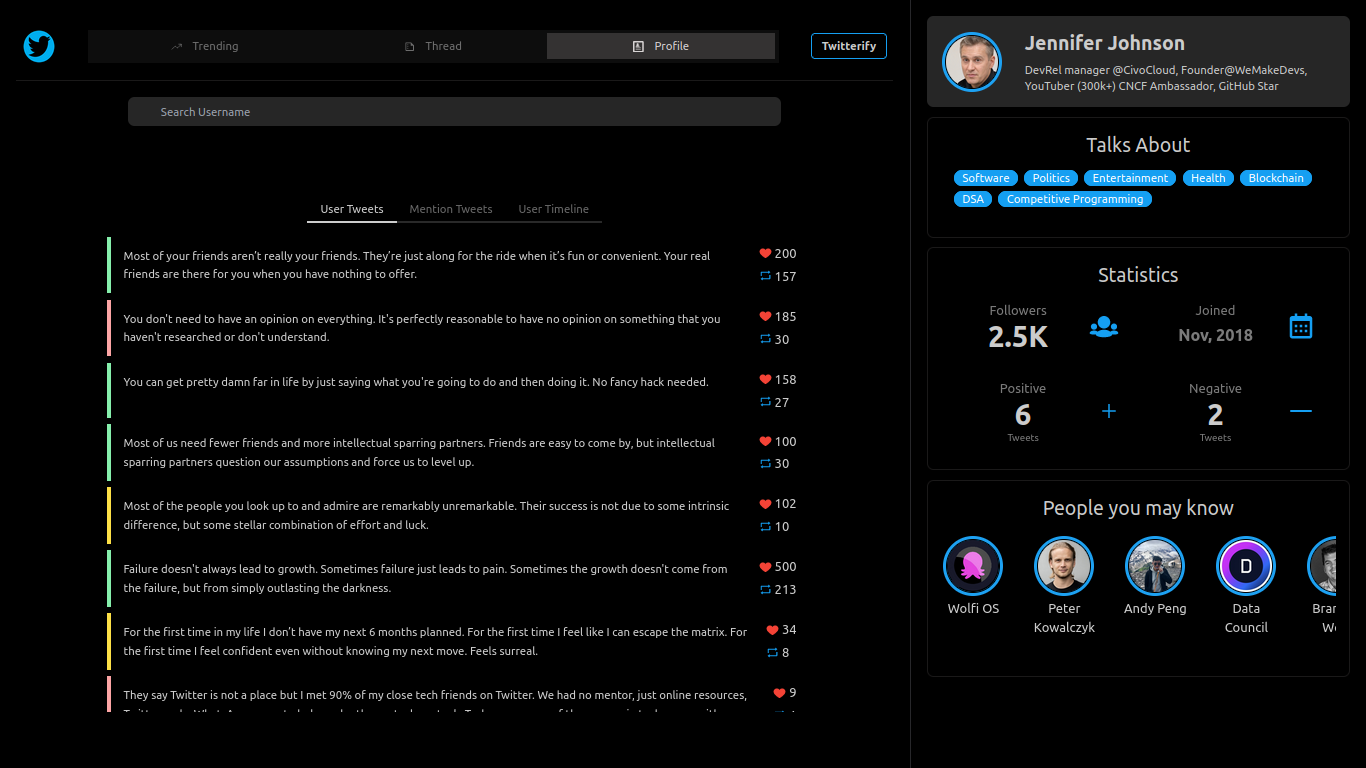 Trending
Thread
Profile
Twitterify
Search Username
User Tweets
Mention Tweets
User Timeline
Most of your friends aren't really your friends. They’re just along for the ride when it’s fun or convenient. Your real
friends are there for you when you have nothing to offer.
200
157
You don't need to have an opinion on everything. It's perfectly reasonable to have no opinion on something that you
haven't researched or don't understand.
185
30
You can get pretty damn far in life by just saying what you're going to do and then doing it. No fancy hack needed.
158
27
Most of us need fewer friends and more intellectual sparring partners. Friends are easy to come by, but intellectual
sparring partners question our assumptions and force us to level up.
100
30
Most of the people you look up to and admire are remarkably unremarkable. Their success is not due to some intrinsic
difference, but some stellar combination of effort and luck.
102
10
Failure doesn't always lead to growth. Sometimes failure just leads to pain. Sometimes the growth doesn't come from
the failure, but from simply outlasting the darkness.
500
213
For the first time in my life I don’t have my next 6 months planned. For the first time I feel like I can escape the matrix. For
the first time I feel confident even without knowing my next move. Feels surreal.
34
8
They say Twitter is not a place but I met 90% of my close tech friends on Twitter. We had no mentor, just online resources,
9
Jennifer Johnson
DevRel manager @CivoCloud, Founder@WeMakeDevs,
YouTuber (300k+) CNCF Ambassador, GitHub Star
Talks About
Software Politics Entertainment Health Blockchain
DSA Competitive Programming
Statistics
Followers
2.5K
Joined
Nov, 2018
Positive
6
Tweets
Negative
2
Tweets
People you may know
Wolfi OS
Peter
Kowalczyk
Andy Peng
D
Data
Council
Bran
We